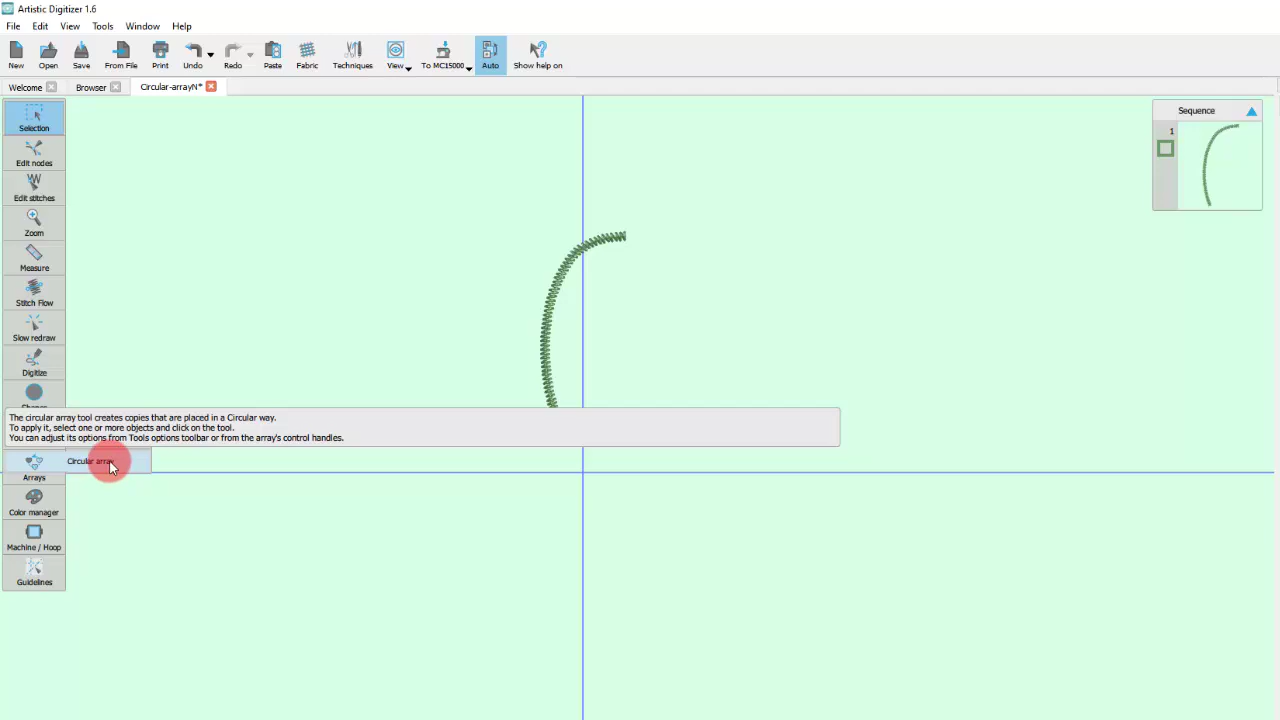 Artistic Digitizer 1.6
File Edit View Tools Window Help
New Open Save From File Print Undo Redo Paste Fabric Techniques View To MC15000 Auto Show help on
Welcome Browser Circular-arrayN*
Selection
Edit nodes
Edit stitches
Zoom
Measure
Stitch Flow
Slow redraw
Digitize
The circular array tool creates copies that are placed in a Circular way.
To apply it, select one or more objects and click on the tool.
You can adjust its options from Tools options toolbar or from the array's control handles.
Circular array
Arrays
Color manager
Machine / Hoop
Guidelines
Sequence
1